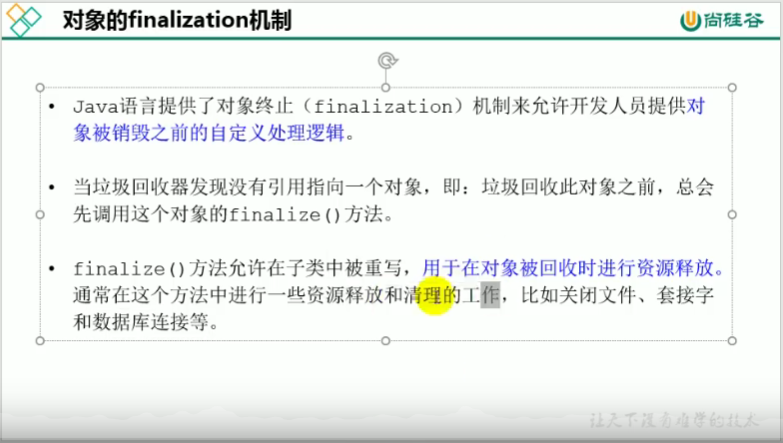 对象的finalization机制
尚硅谷
• Java语言提供了对象终止（finalization）机制来允许开发人员提供对
象被销毁之前的自定义处理逻辑。
• 当垃圾回收器发现没有引用指向一个对象，即：垃圾回收此对象之前，总会
先调用这个对象的finalize()方法。
• finalize()方法允许在子类中被重写，用于在对象被回收时进行资源释放。
通常在这个方法中进行一些资源释放和清理的工作，比如关闭文件、套接字
和数据库连接等。
让天下没有难学的技术